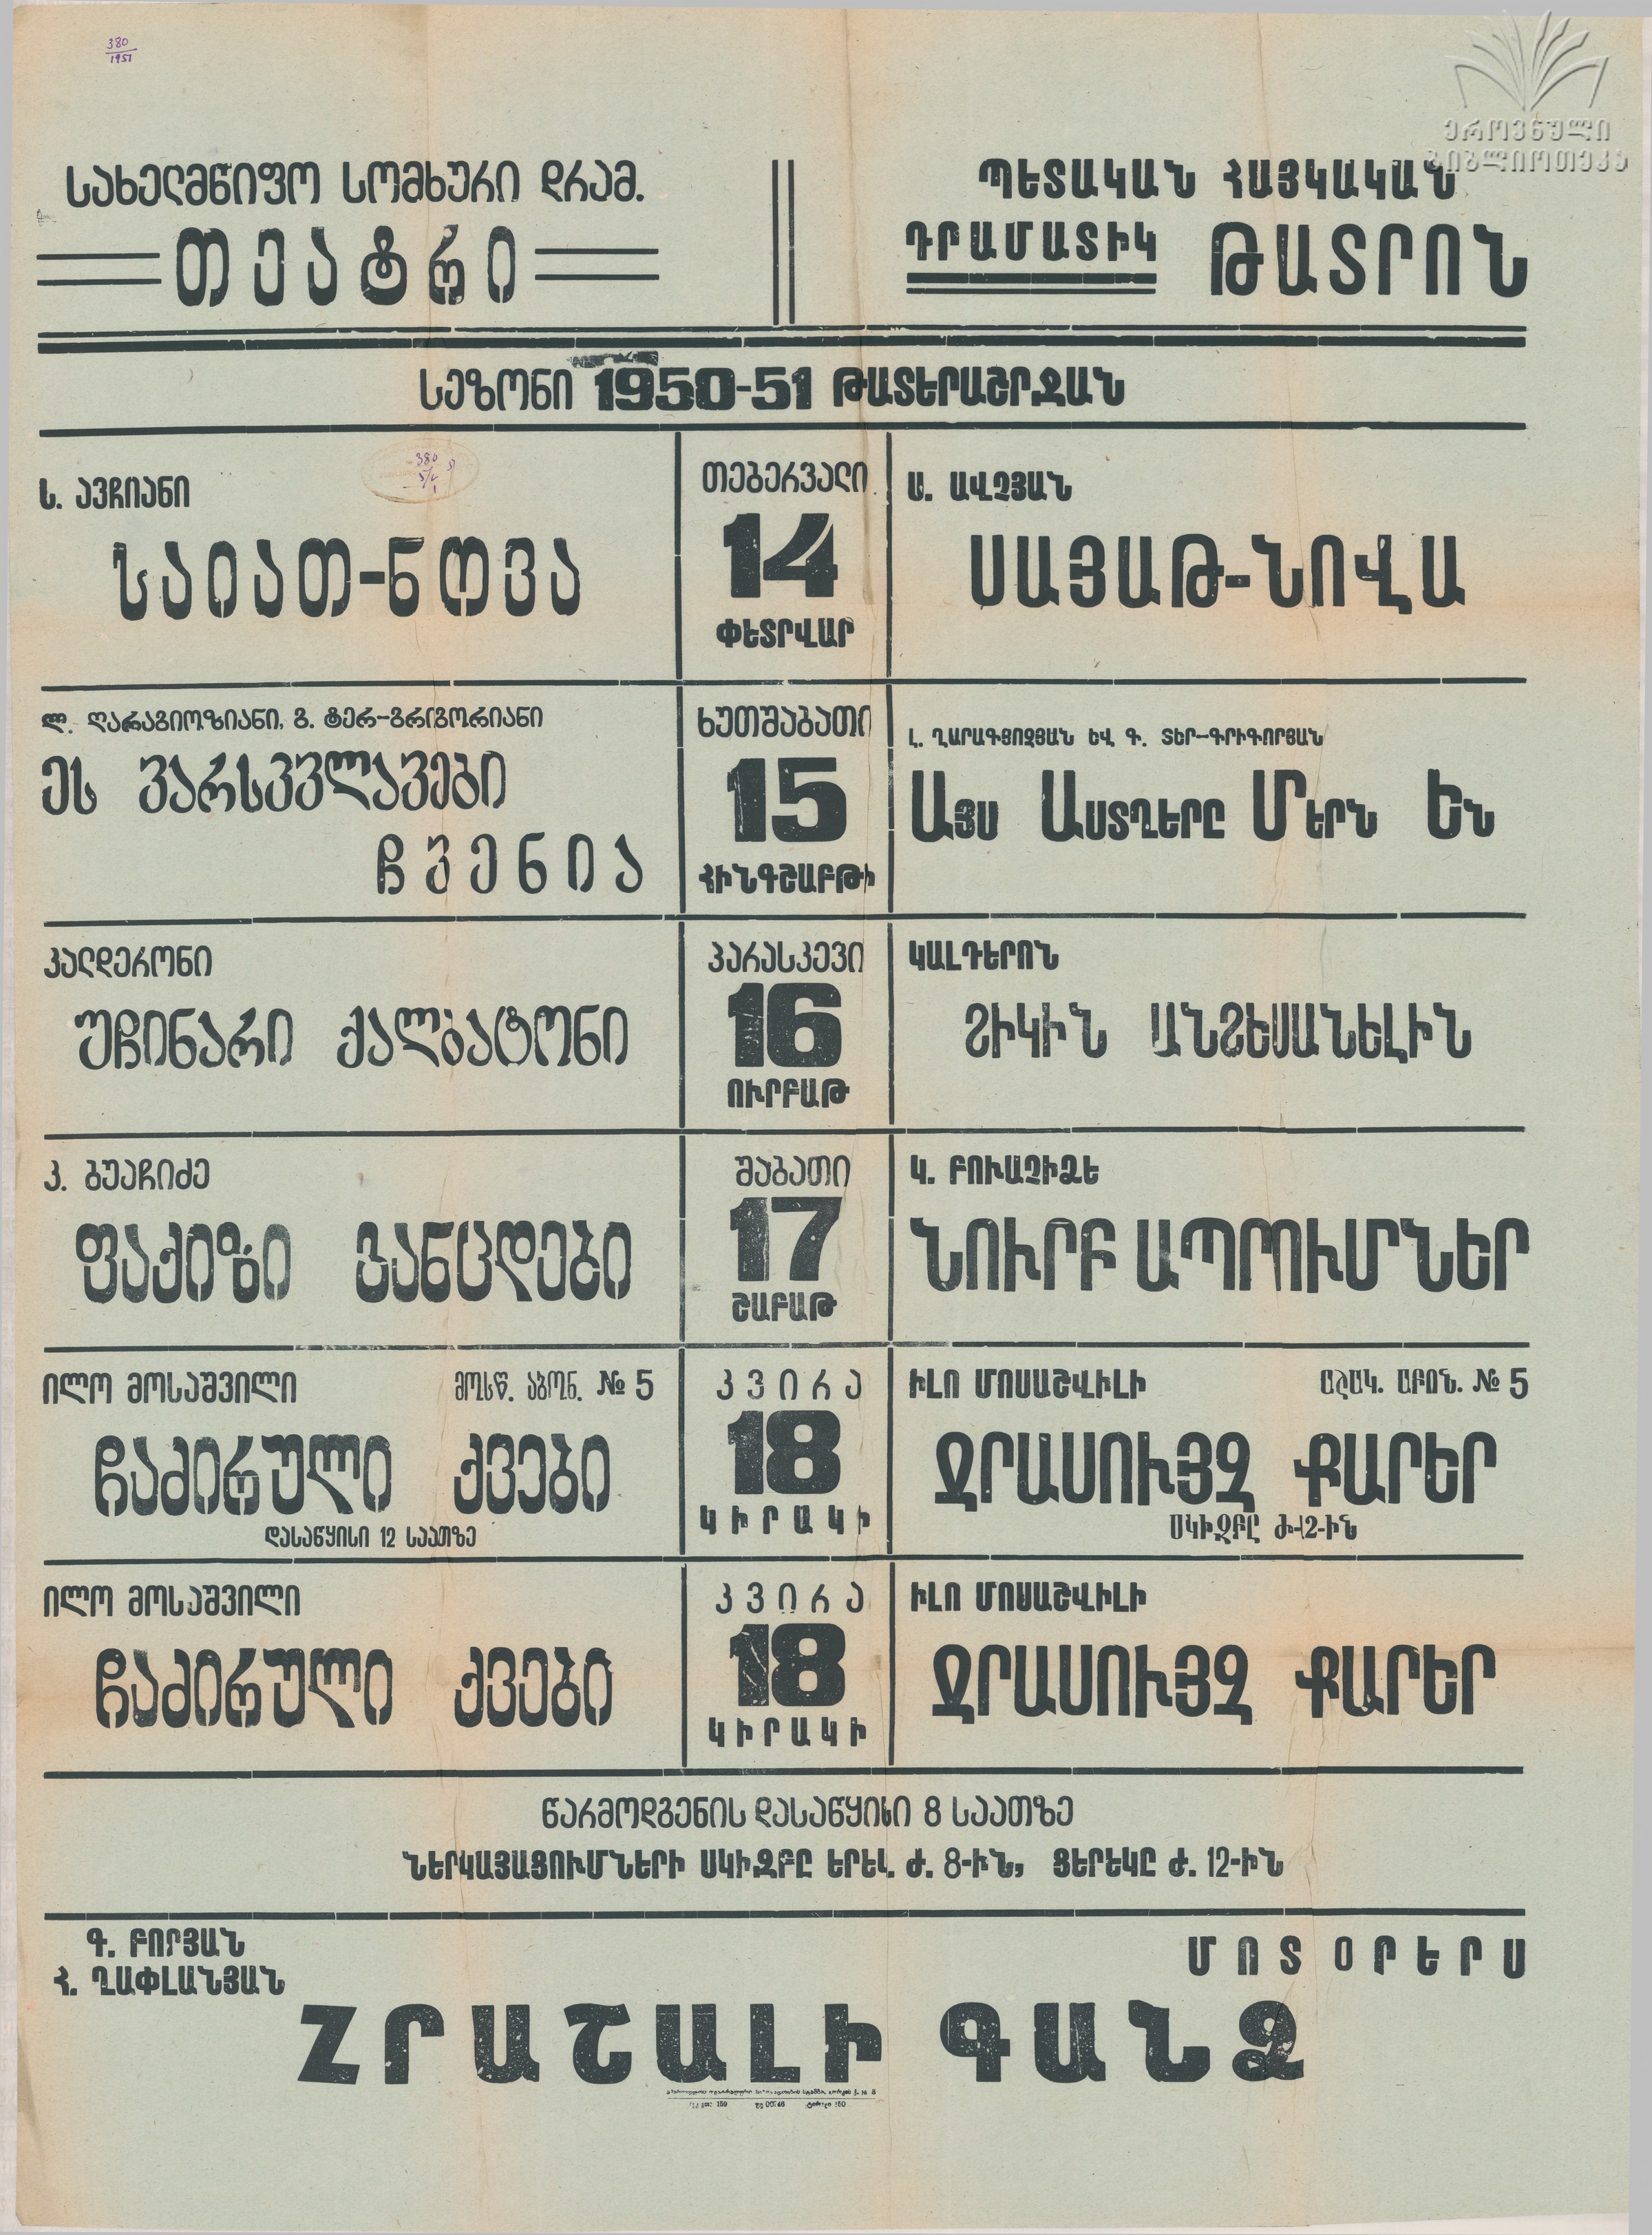 380
1951
ეროვნული
ბიბლიოთეკა
სახელმწიფო სომხური დრამ.
თეატრი
ՊԵՏԱԿԱՆ ՀԱՅԿԱԿԱՆ
ԴՐԱՄԱՏԻԿ ԹԱՏՐՈՆ
სეზონი 1950-51 ԹԱՏԵՐԱՇՐՋԱՆ
ს. ავჩიანი
საიათ-ნოვა
თებერვალი
14
ՓԵՏՐՎԱՐ
Ս. ԱՎՉՅԱՆ
ՍԱՅԱԹ-ՆՈՎԱ
ლ. ღარაგიოზიანი, გ. ტერ-გრიგორიანი
ეს ვარსკვვლავები
ჩვენია
ხუთშაბათი
15
ՀԻՆԳՇԱԲԹԻ
Լ. ՂԱՐԱԳՅՈԶՅԱՆ ԵՎ Գ. ՏԵՐ-ԳՐԻԳՈՐՅԱՆ
ԱՅՍ ԱՍՏՂԵՐԸ ՄԵՐՆ ԵՆ
კალდერონი
უჩინარი ქალბატონი
პარასკევი
16
ՈՒՐԲԱԹ
ԿԱԼԴԵՐՈՆ
ՏԻԿԻՆ ԱՆՏԵՍԱՆԵԼԻՆ
კ. ბუაჩიძე
ფაქიზი განცდები
შაბათი
17
ՇԱԲԱԹ
Կ. ԲՈՒԱՉԻՁԵ
ՆՈՒՐԲ ԱՊՐՈՒՄՆԵՐ
ილო მოსაშვილი მოსწ. აბონ. № 5
ჩაძირული ქვები
დასაწყისი 12 საათზე
კვირა
18
ԿԻՐԱԿԻ
ԻԼՈ ՄՈՍԱՇՎԻԼԻ ԱՇԱԿ. ԱԲՈՆ. № 5
ՋՐԱՍՈՒՅԶ ՔԱՐԵՐ
ՍԿԻԶԲԸ Ժ-12-ԻՆ
ილო მოსაშვილი
ჩაძირული ქვები
კვირა
18
ԿԻՐԱԿԻ
ԻԼՈ ՄՈՍԱՇՎԻԼԻ
ՋՐԱՍՈՒՅԶ ՔԱՐԵՐ
წარმოდგენის დასაწყისი 8 საათზე
ՆԵՐԿԱՅԱՑՈՒՄՆԵՐԻ ՍԿԻԶԲԸ ԵՐԵԿ. Ժ. 8-ԻՆ, ՑԵՐԵԿԸ Ժ. 12-ԻՆ
Գ. ԲՈՐՅԱՆ
Հ. ՂԱՓԼԱՆՅԱՆ
ՄՈՏ ՕՐԵՐՍ
ՀՐԱՇԱԼԻ ԳԱՆՁ